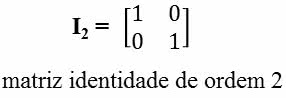 I₂ = [1 0
0 1]
matriz identidade de ordem 2